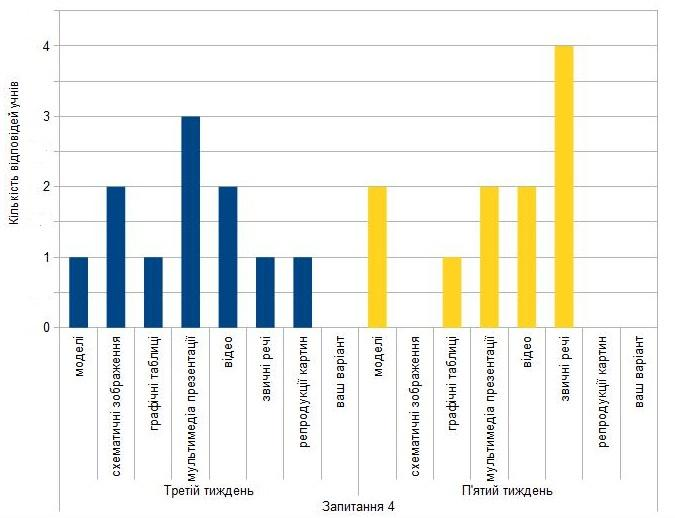 Кількість відповідей учнів
4
3
2
1
0
моделі
схематичні зображення
графічні таблиці
мультимедіа презентації
відео
звичні речі
репродукції картин
ваш варіант
моделі
схематичні зображення
графічні таблиці
мультимедіа презентації
відео
звичні речі
репродукції картин
ваш варіант
Третій тиждень
П'ятий тиждень
Запитання 4